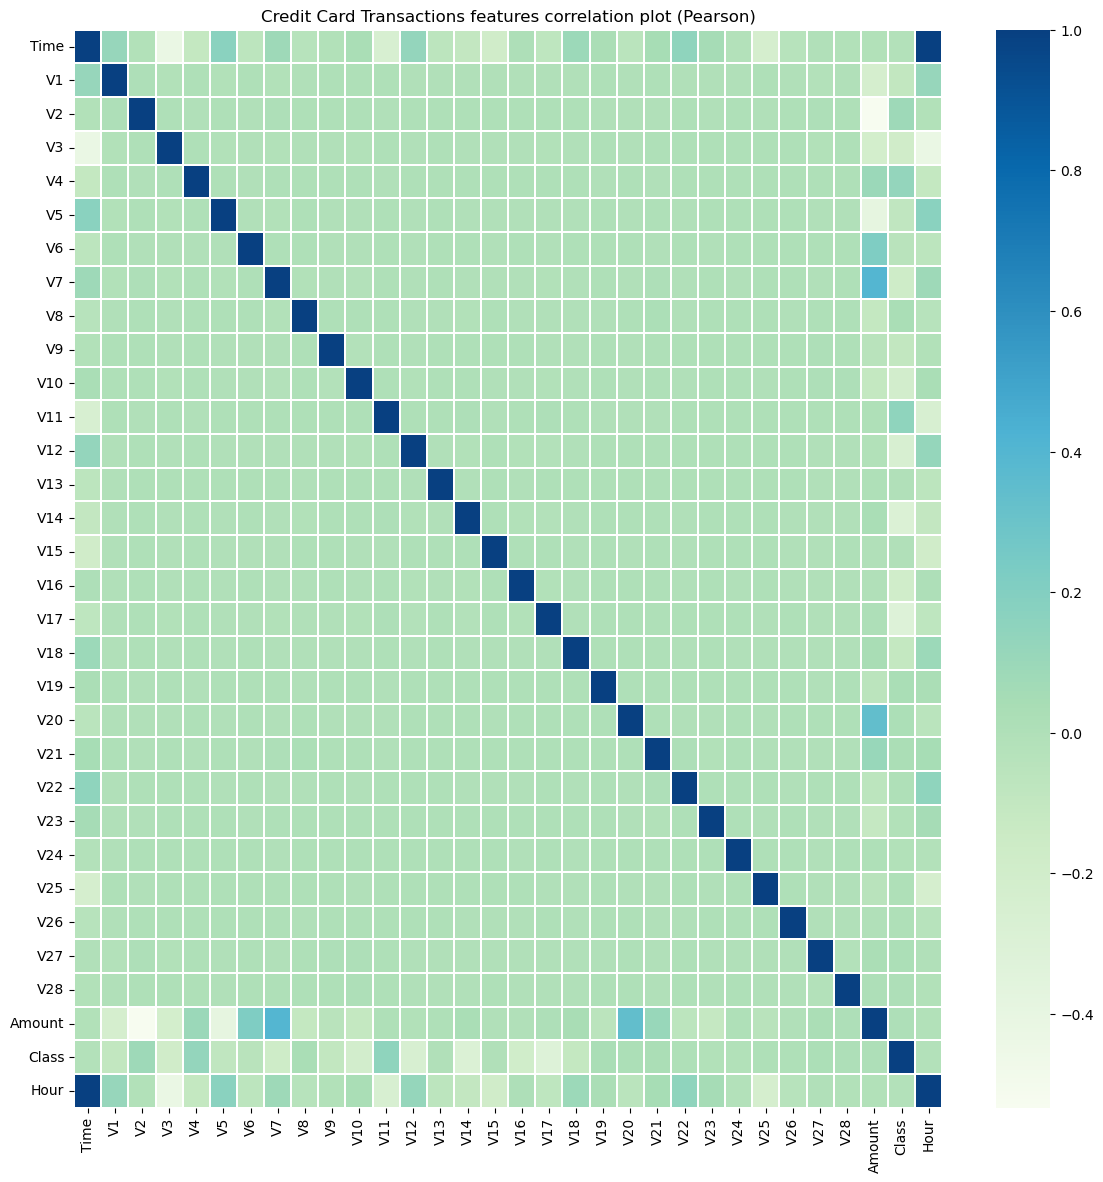 Credit Card Transactions features correlation plot (Pearson)
Time
V1
V2
V3
V4
V5
V6
V7
V8
V9
V10
V11
V12
V13
V14
V15
V16
V17
V18
V19
V20
V21
V22
V23
V24
V25
V26
V27
V28
Amount
Class
Hour
Time
V1
V2
V3
V4
V5
V6
V7
V8
V9
V10
V11
V12
V13
V14
V15
V16
V17
V18
V19
V20
V21
V22
V23
V24
V25
V26
V27
V28
Amount
Class
Hour
1.0
0.8
0.6
0.4
0.2
0.0
−0.2
−0.4